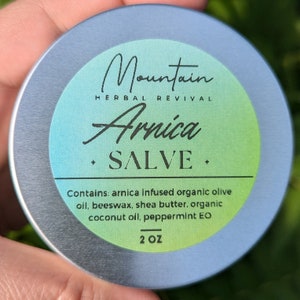 Mountain
HERBAL REVIVAL
Arnica
• SALVE •
Contains: arnica infused organic olive
oil, beeswax, shea butter, organic
coconut oil, peppermint EO
2 OZ